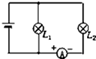 L₁
L₂
+ A -